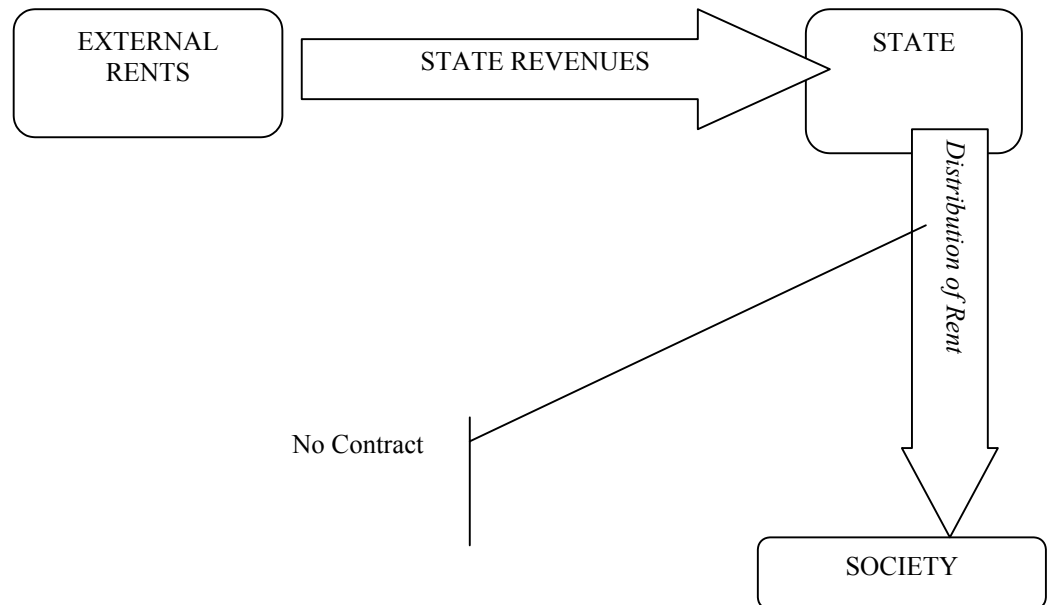 EXTERNAL
RENTS
STATE REVENUES
STATE
Distribution of Rent
No Contract
SOCIETY